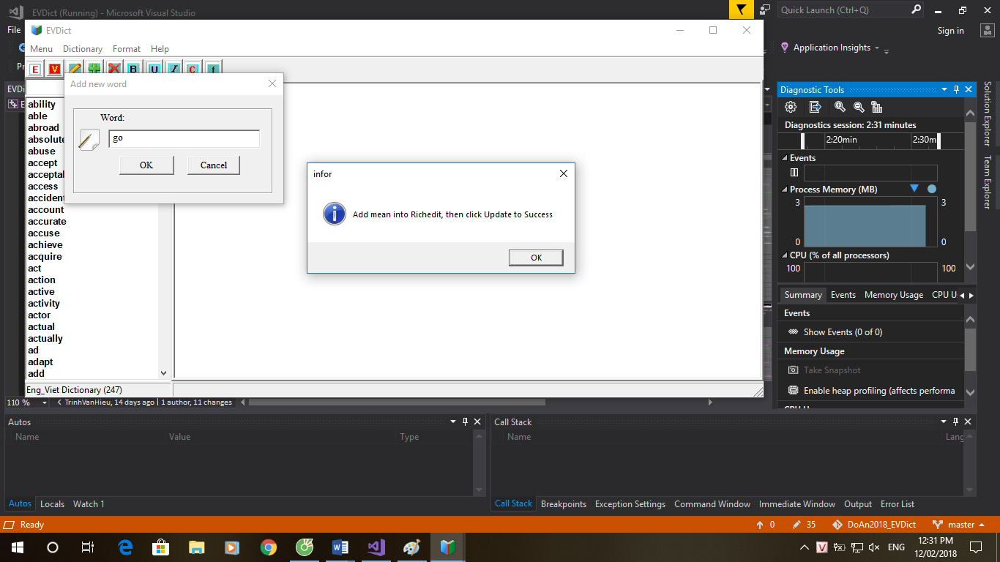 EVDict (Running) - Microsoft Visual Studio
Quick Launch (Ctrl+Q)
File
EVDict
Sign in
Menu Dictionary Format Help
Application Insights
E V B U I C f
Add new word
EVDi
Diagnostic Tools
Word:
go
OK Cancel
ability
able
abroad
absolute
abuse
accept
acceptal
access
accident
account
accurate
accuse
achieve
acquire
act
action
active
activity
actor
actual
actually
ad
adapt
add
infor
Add mean into Richedit, then click Update to Success
OK
Diagnostics session: 2:31 minutes
2:20min 2:30m
Events
Process Memory (MB)
3 3
0 0
CPU (% of all processors)
100 100
Summary Events Memory Usage CPU U
Events
Show Events (0 of 0)
Memory Usage
Take Snapshot
Enable heap profiling (affects performa
Solution Explorer
Team Explorer
Eng_Viet Dictionary (247)
110 % TrinhVanHieu, 14 days ago | 1 author, 11 changes
Autos
Name Value Type
Call Stack
Name Lang
Autos Locals Watch 1
Call Stack Breakpoints Exception Settings Command Window Immediate Window Output Error List
Ready
0 35 DoAn2018_EVDict master
V ENG
12:31 PM
12/02/2018